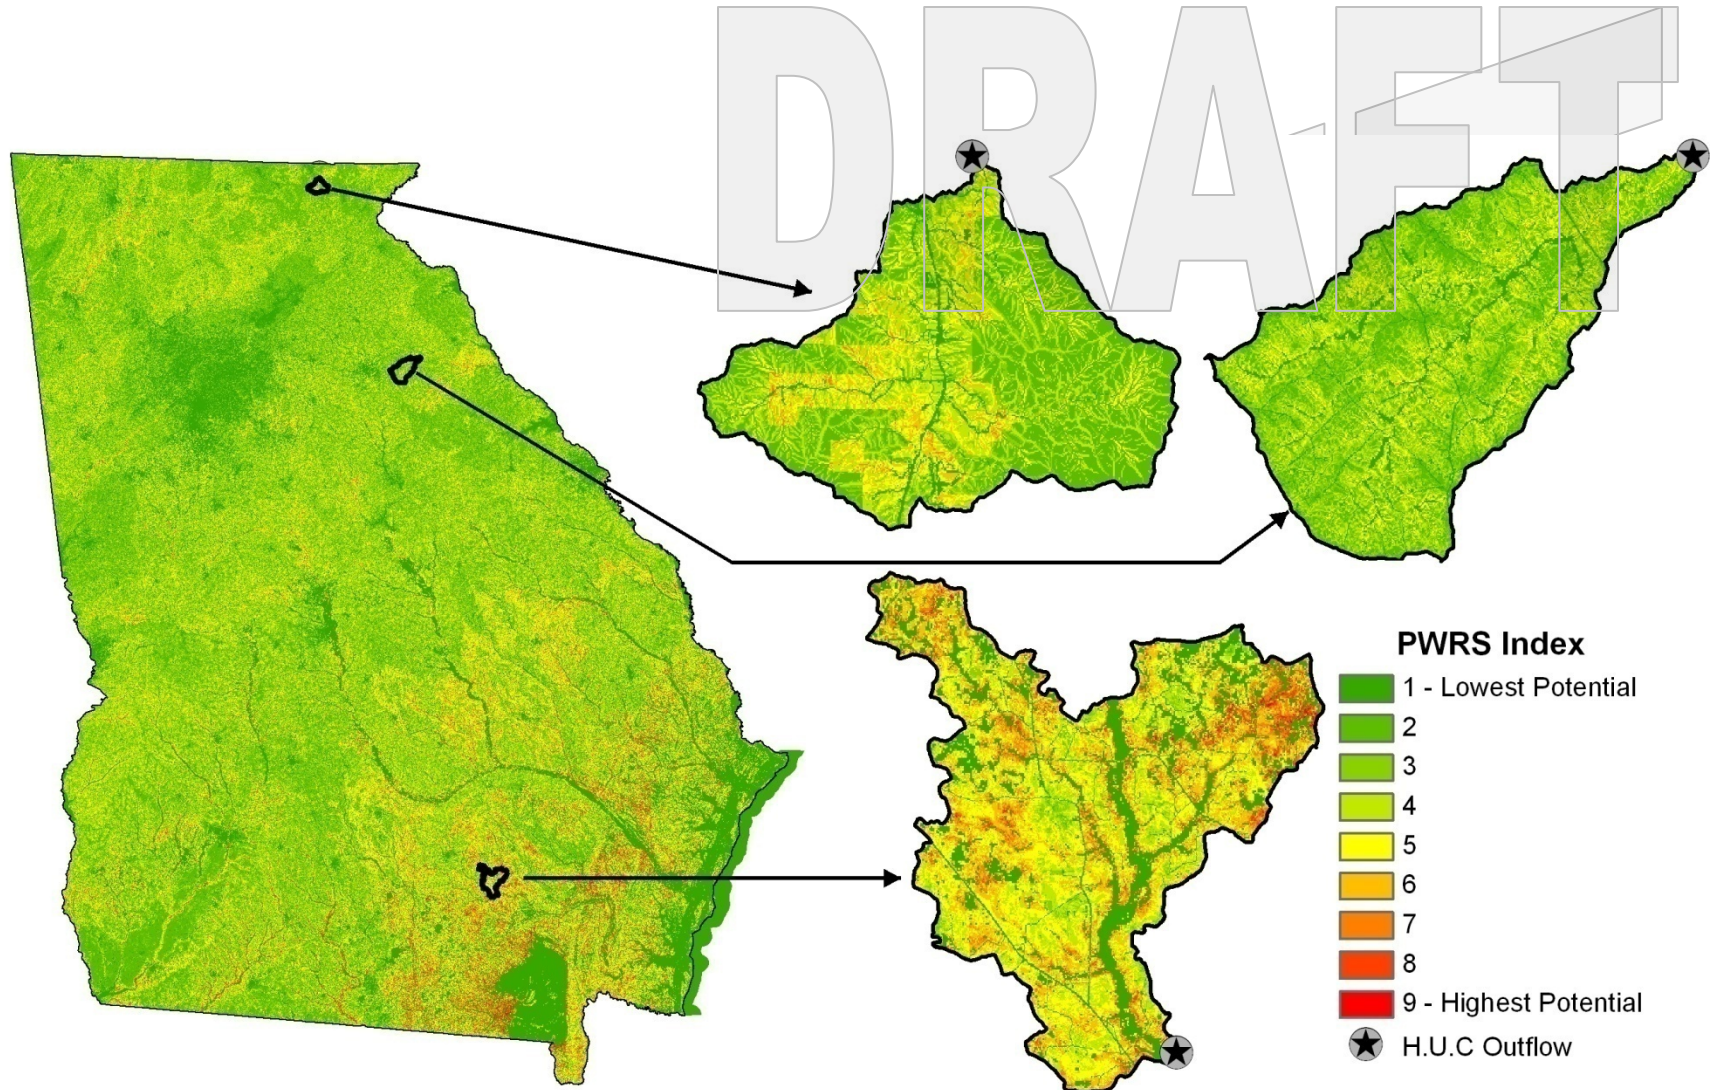 DRAFT
PWRS Index
1 - Lowest Potential
2
3
4
5
6
7
8
9 - Highest Potential
H.U.C Outflow